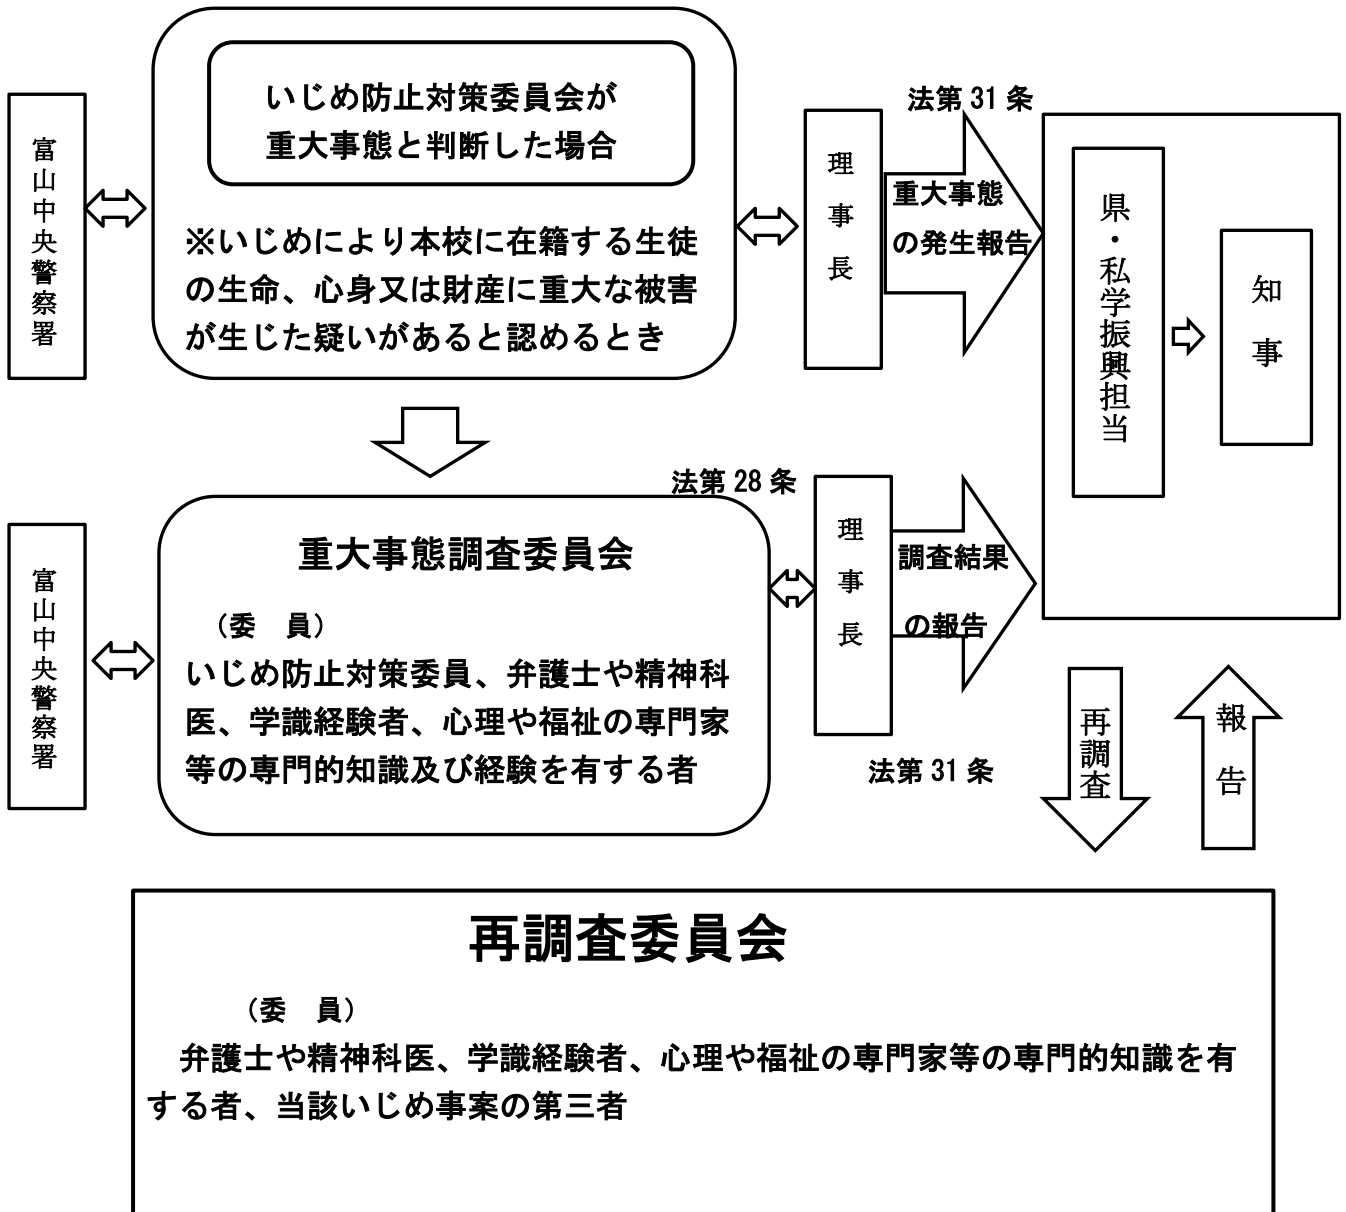 富山中央警察署
いじめ防止対策委員会が
重大事態と判断した場合
※いじめにより本校に在籍する生徒
の生命、心身又は財産に重大な被害
が生じた疑いがあると認めるとき
理事長
法第 31 条
重大事態
の発生報告
県・私学振興担当
知事
富山中央警察署
重大事態調査委員会
（委　員）
いじめ防止対策委員、弁護士や精神科
医、学識経験者、心理や福祉の専門家
等の専門的知識及び経験を有する者
法第 28 条
理事長
調査結果
の報告
法第 31 条
再調査
報告
再調査委員会
（委　員）
弁護士や精神科医、学識経験者、心理や福祉の専門家等の専門的知識を有
する者、当該いじめ事案の第三者